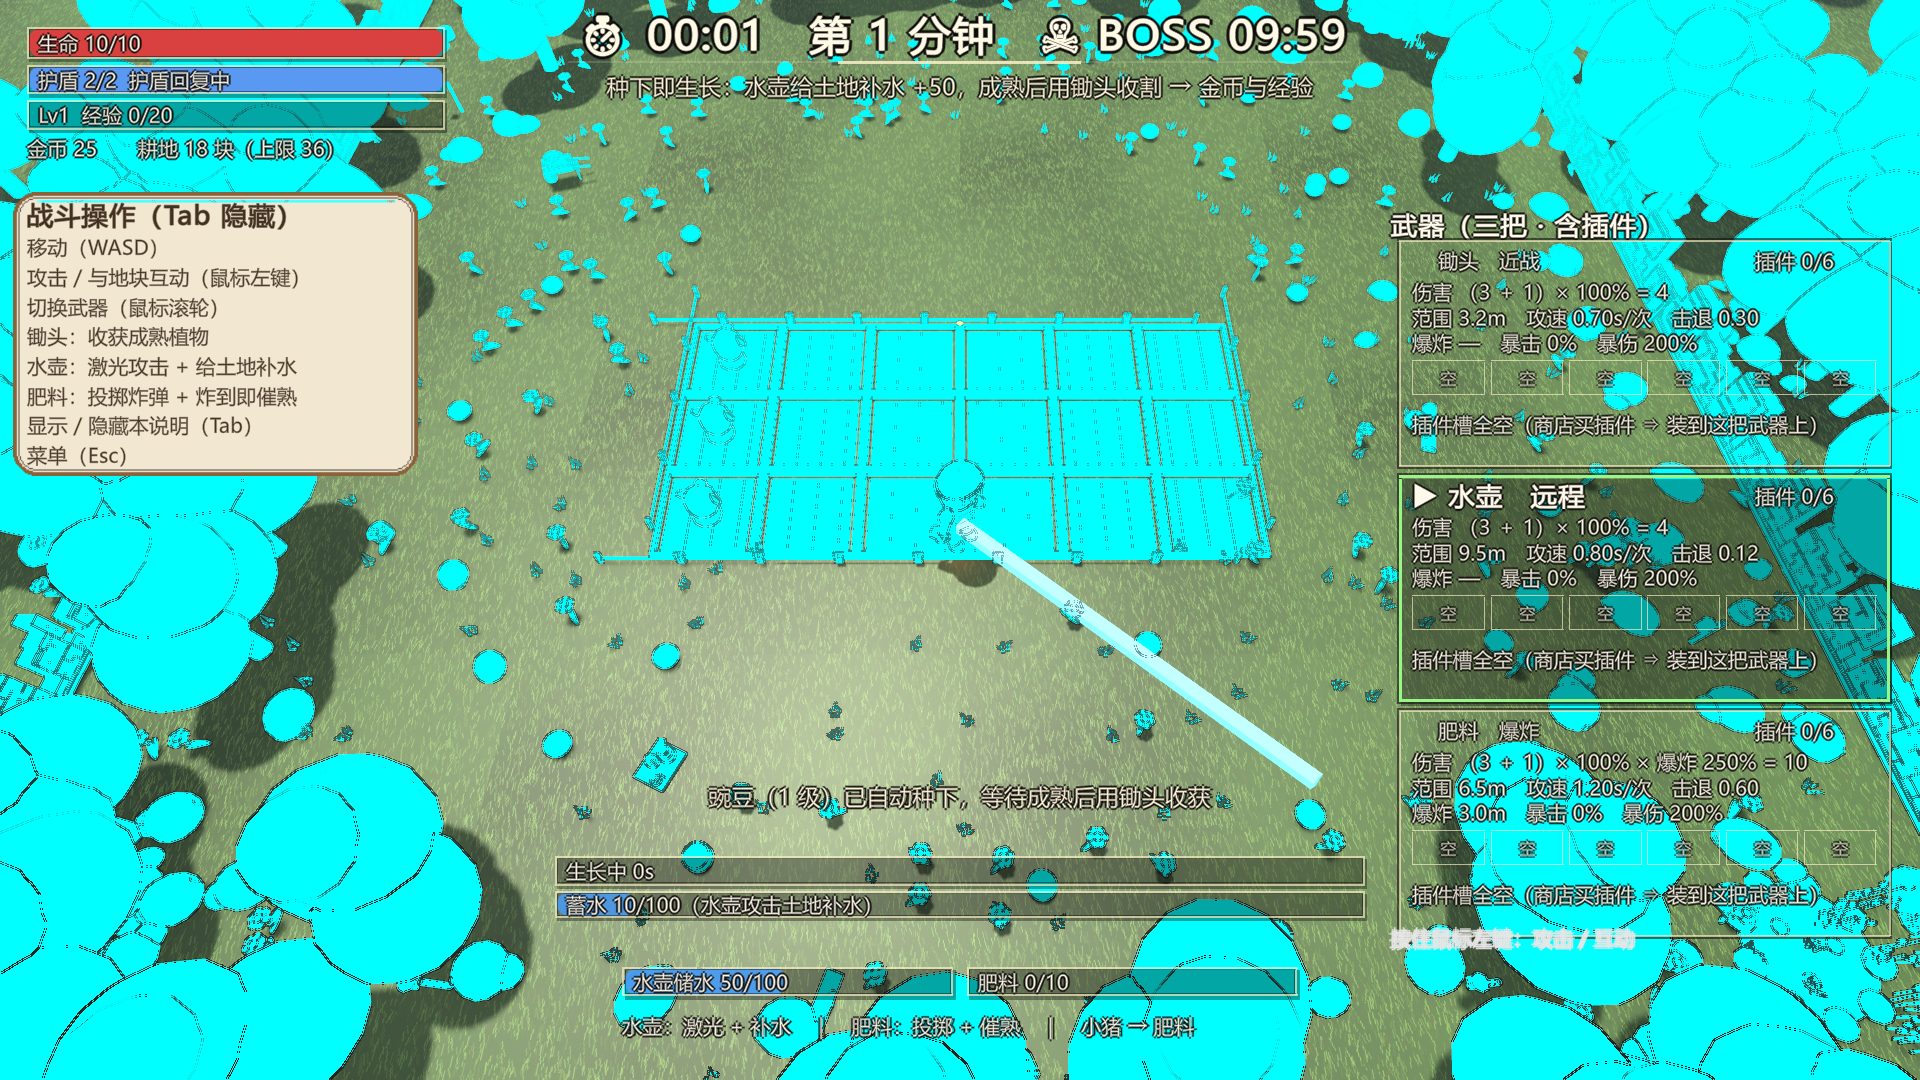 生命 10/10
护盾 2/2 护盾回复中
Lv1 经验 0/20
金币 25 耕地 18 块（上限 36）
00:01 第 1 分钟 BOSS 09:59
种下即生长：水壶给土地补水 +50，成熟后用锄头收割 → 金币与经验
战斗操作（Tab 隐藏）
移动（WASD）
攻击 / 与地块互动（鼠标左键）
切换武器（鼠标滚轮）
锄头：收获成熟植物
水壶：激光攻击 + 给土地补水
肥料：投掷炸弹 + 炸到即催熟
显示 / 隐藏本说明（Tab）
菜单（Esc）
武器（三把 · 含插件）
锄头 近战 插件 0/6
伤害 （3 + 1）× 100% = 4
范围 3.2m 攻速 0.70s/次 击退 0.30
爆炸 — 暴击 0% 暴伤 200%
空 空 空 空 空 空
插件槽全空（商店买插件 ⇒ 装到这把武器上）
▶ 水壶 远程 插件 0/6
伤害 （3 + 1）× 100% = 4
范围 9.5m 攻速 0.80s/次 击退 0.12
爆炸 — 暴击 0% 暴伤 200%
空 空 空 空 空 空
插件槽全空（商店买插件 ⇒ 装到这把武器上）
肥料 爆炸 插件 0/6
伤害 （3 + 1）× 100% × 爆炸 250% = 10
范围 6.5m 攻速 1.20s/次 击退 0.60
爆炸 3.0m 暴击 0% 暴伤 200%
空 空 空 空 空 空
插件槽全空（商店买插件 ⇒ 装到这把武器上）
按住鼠标左键：攻击 / 互动
豌豆（1 级）已自动种下，等待成熟后用锄头收获
生长中 0s
蓄水 10/100（水壶攻击土地补水）
水壶储水 50/100 肥料 0/10
水壶：激光 + 补水 | 肥料：投掷 + 催熟 | 小猪 → 肥料